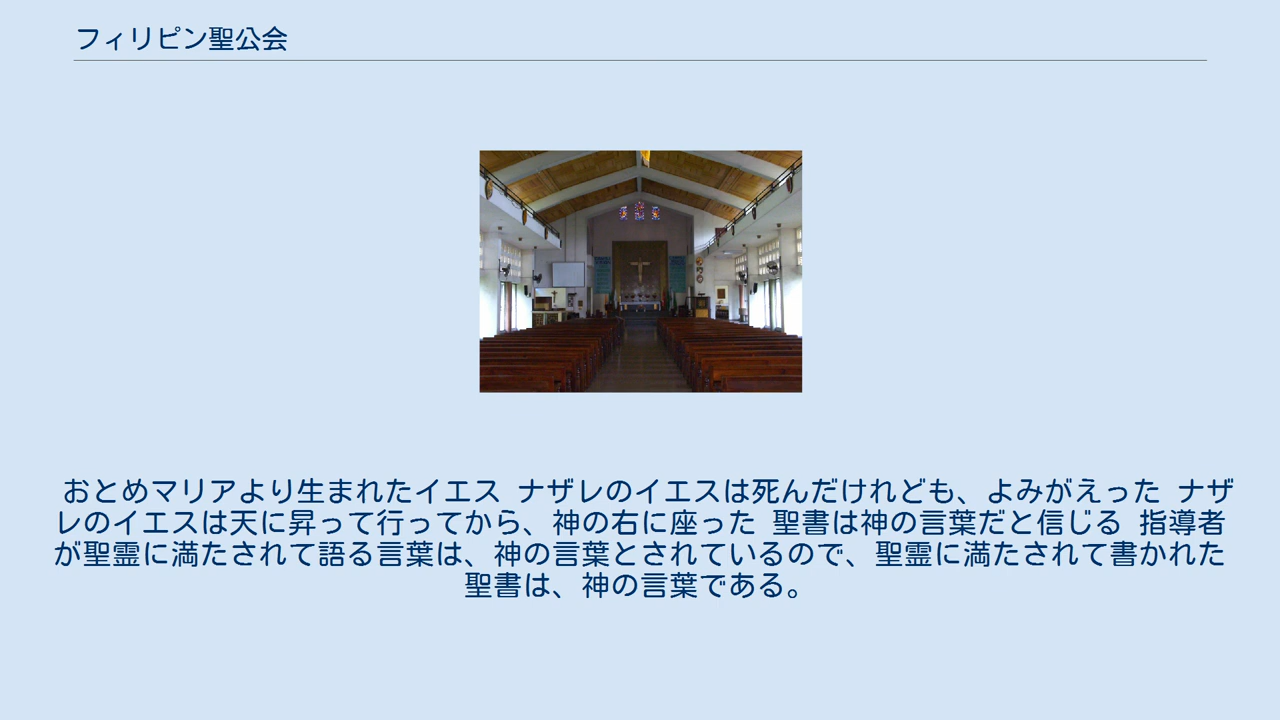 フィリピン聖公会
おとめマリアより生まれたイエス ナザレのイエスは死んだけれども、よみがえった ナザ
レのイエスは天に昇って行ってから、神の右に座った 聖書は神の言葉だと信じる 指導者
が聖霊に満たされて語る言葉は、神の言葉とされているので、聖霊に満たされて書かれた
聖書は、神の言葉である。